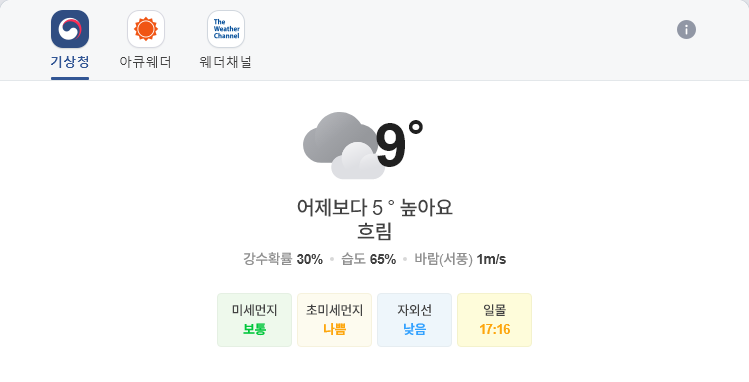 The
Weather
Channel
기상청 아큐웨더 웨더채널
9°
어제보다 5 ° 높아요
흐림
강수확률 30% • 습도 65% • 바람(서풍) 1m/s
미세먼지 초미세먼지 자외선 일몰
보통 나쁨 낮음 17:16